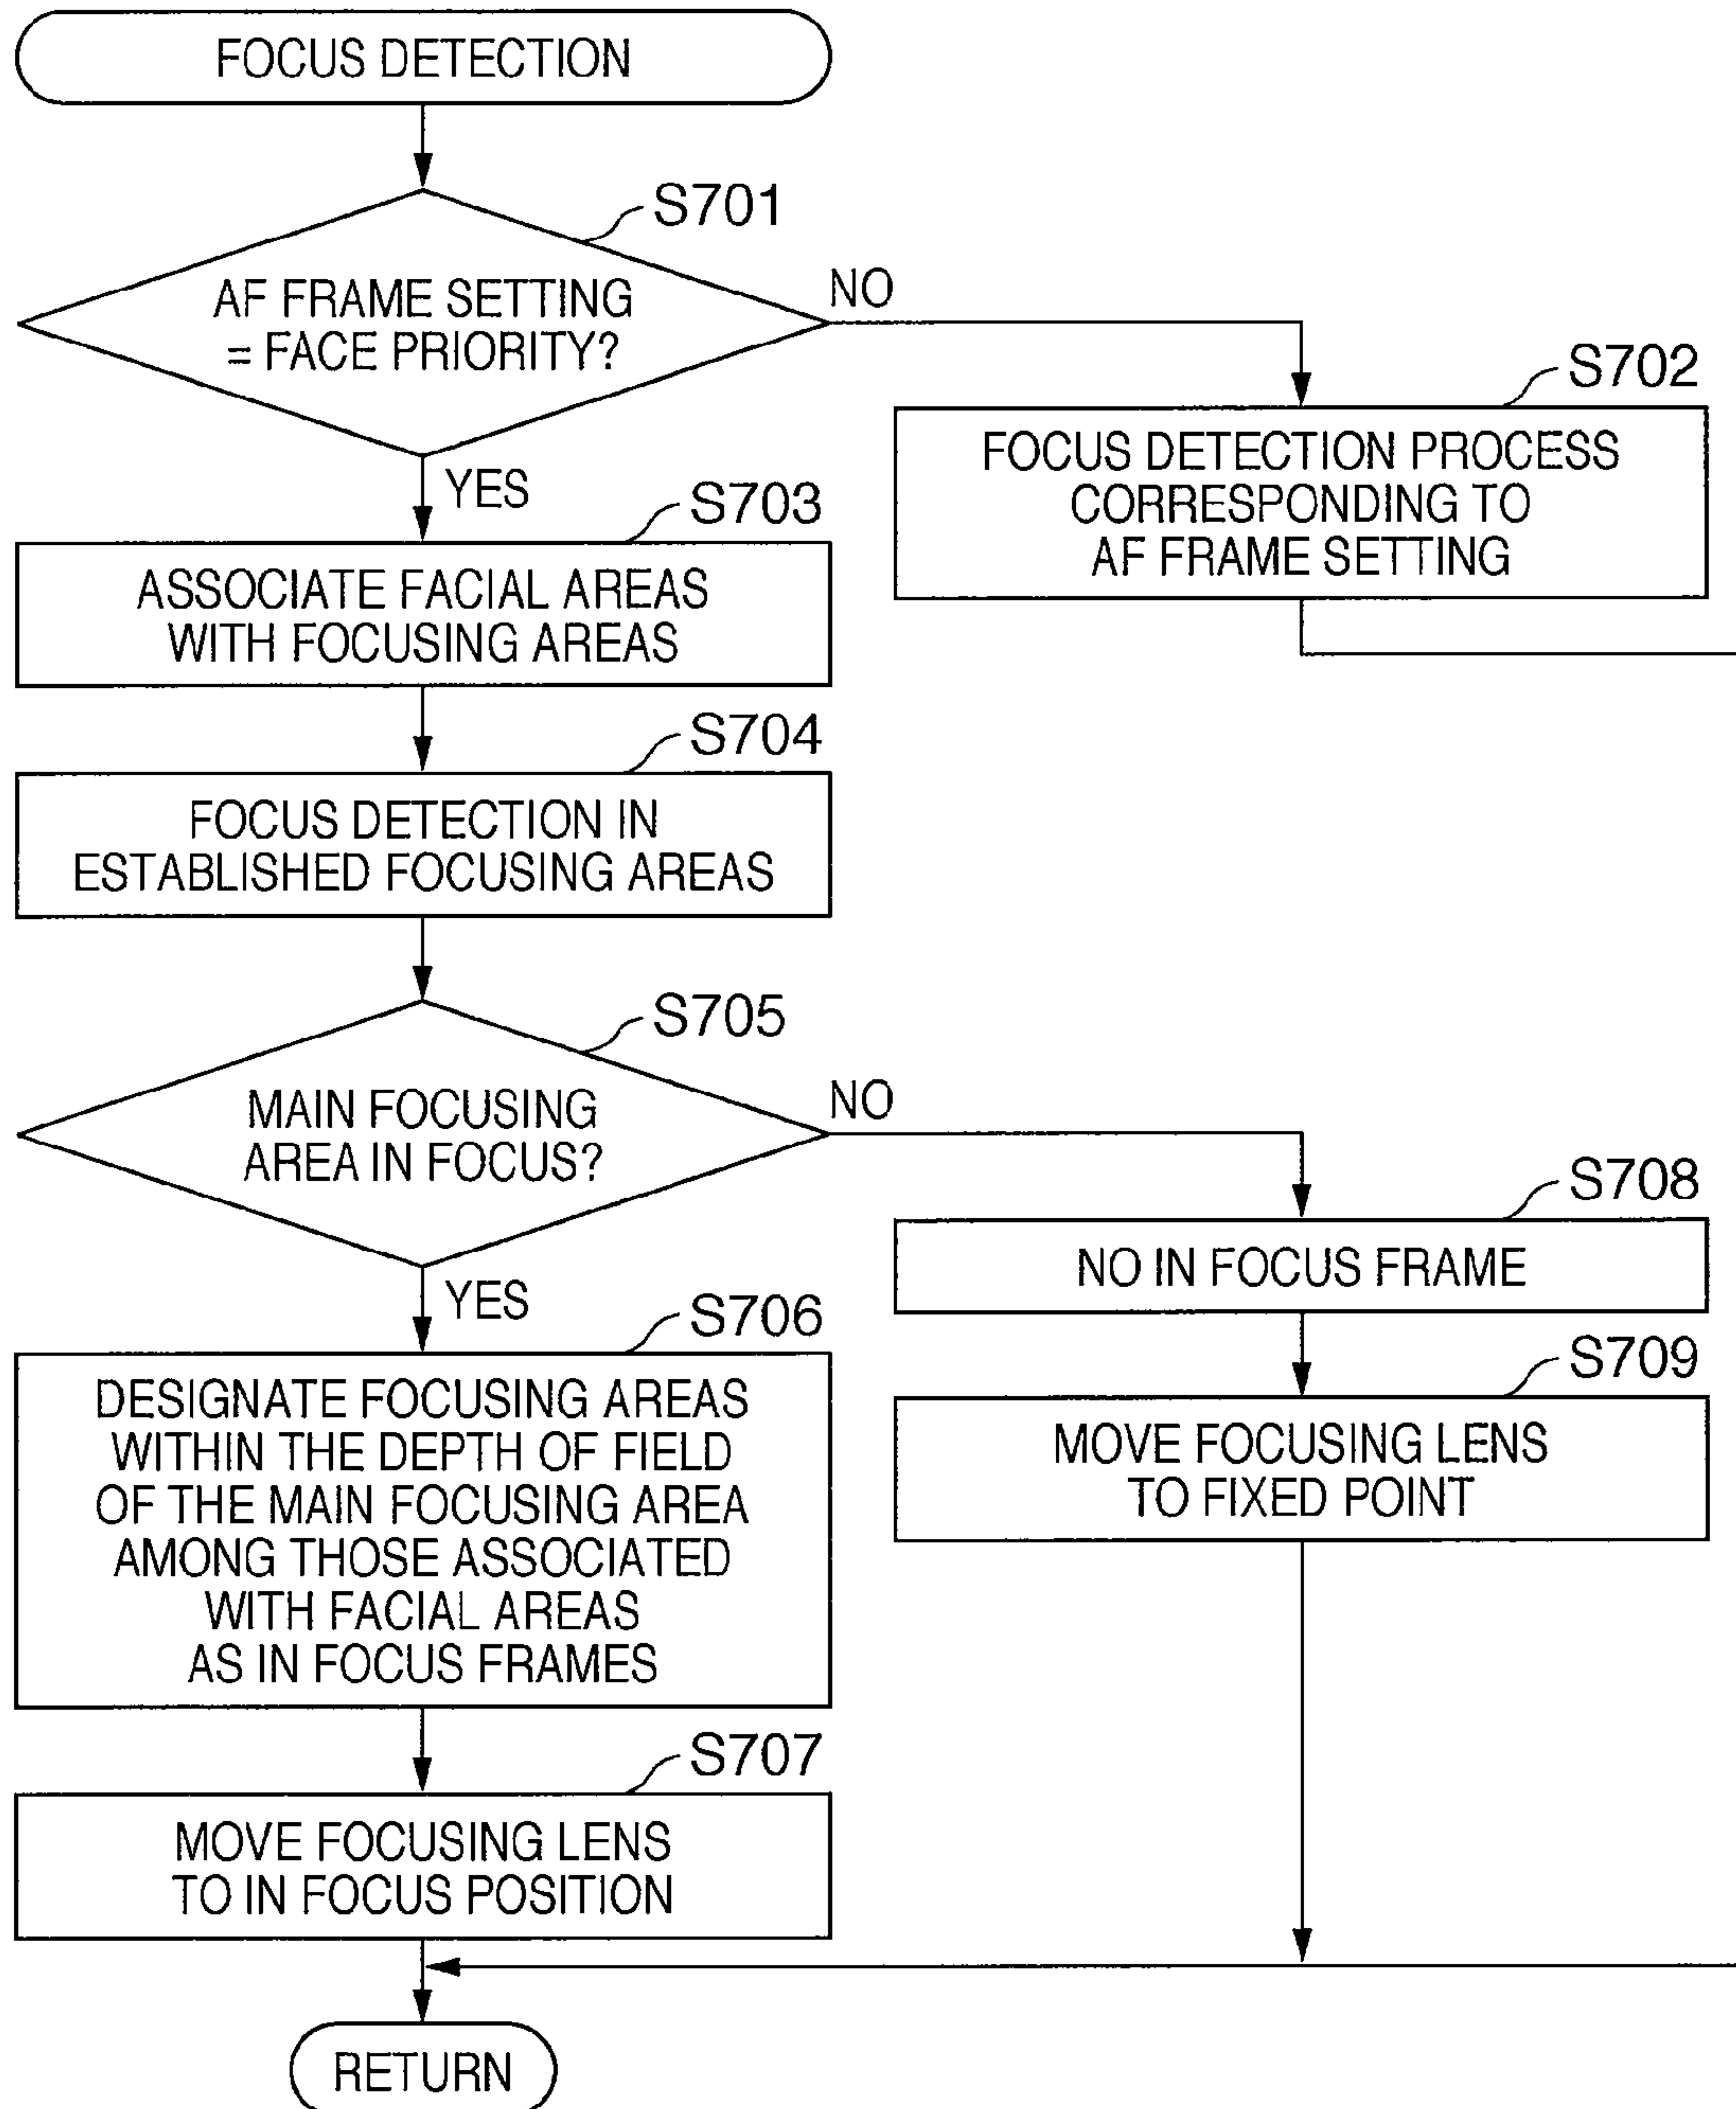 FOCUS DETECTION
S701
AF FRAME SETTING
= FACE PRIORITY?
NO
YES
S702
FOCUS DETECTION PROCESS
CORRESPONDING TO
AF FRAME SETTING
S703
ASSOCIATE FACIAL AREAS
WITH FOCUSING AREAS
S704
FOCUS DETECTION IN
ESTABLISHED FOCUSING AREAS
S705
MAIN FOCUSING
AREA IN FOCUS?
NO
YES
S708
NO IN FOCUS FRAME
S709
MOVE FOCUSING LENS
TO FIXED POINT
S706
DESIGNATE FOCUSING AREAS
WITHIN THE DEPTH OF FIELD
OF THE MAIN FOCUSING AREA
AMONG THOSE ASSOCIATED
WITH FACIAL AREAS
AS IN FOCUS FRAMES
S707
MOVE FOCUSING LENS
TO IN FOCUS POSITION
RETURN